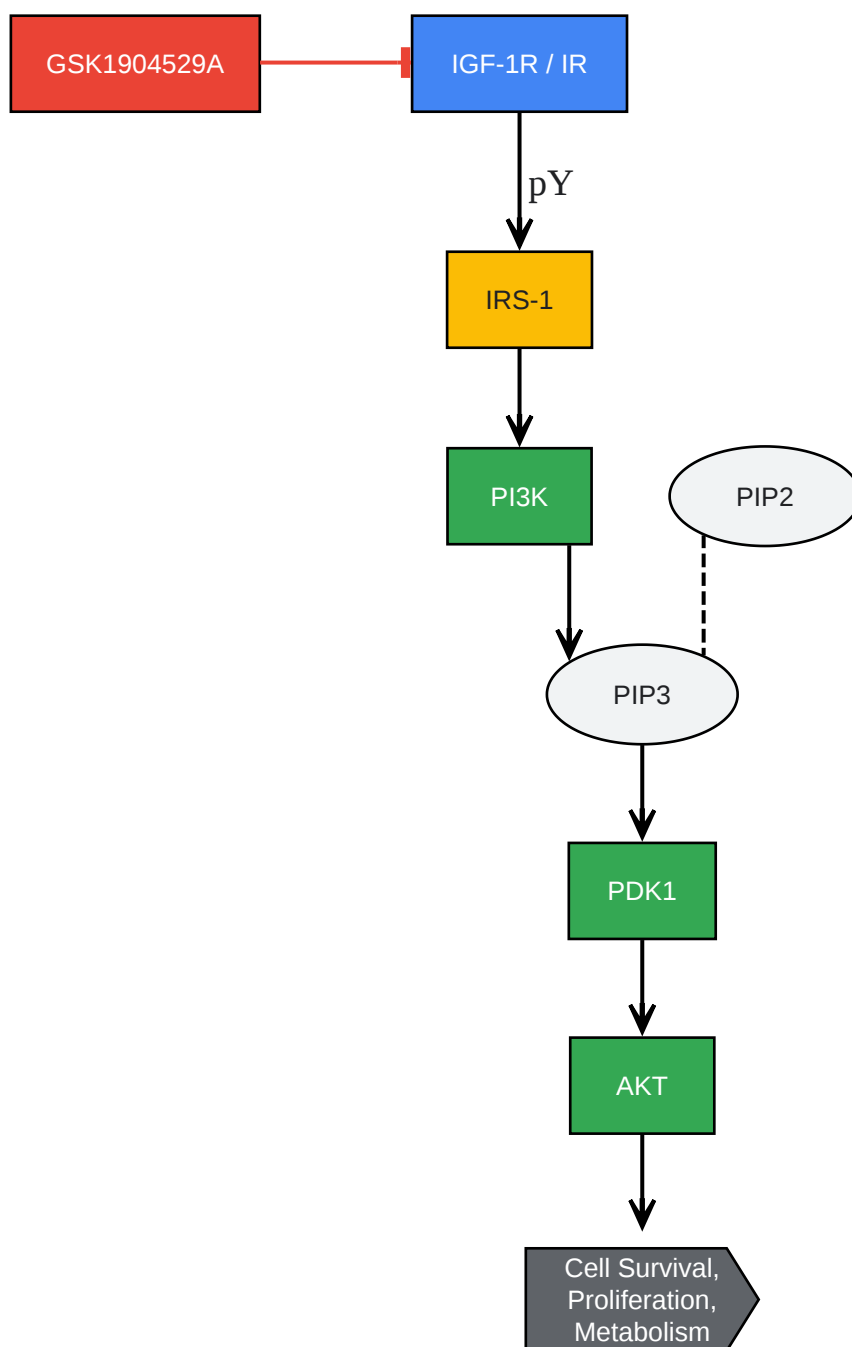 GSK1904529A
IGF-1R / IR
pY
IRS-1
PI3K
PIP2
PIP3
PDK1
AKT
Cell Survival,
Proliferation,
Metabolism